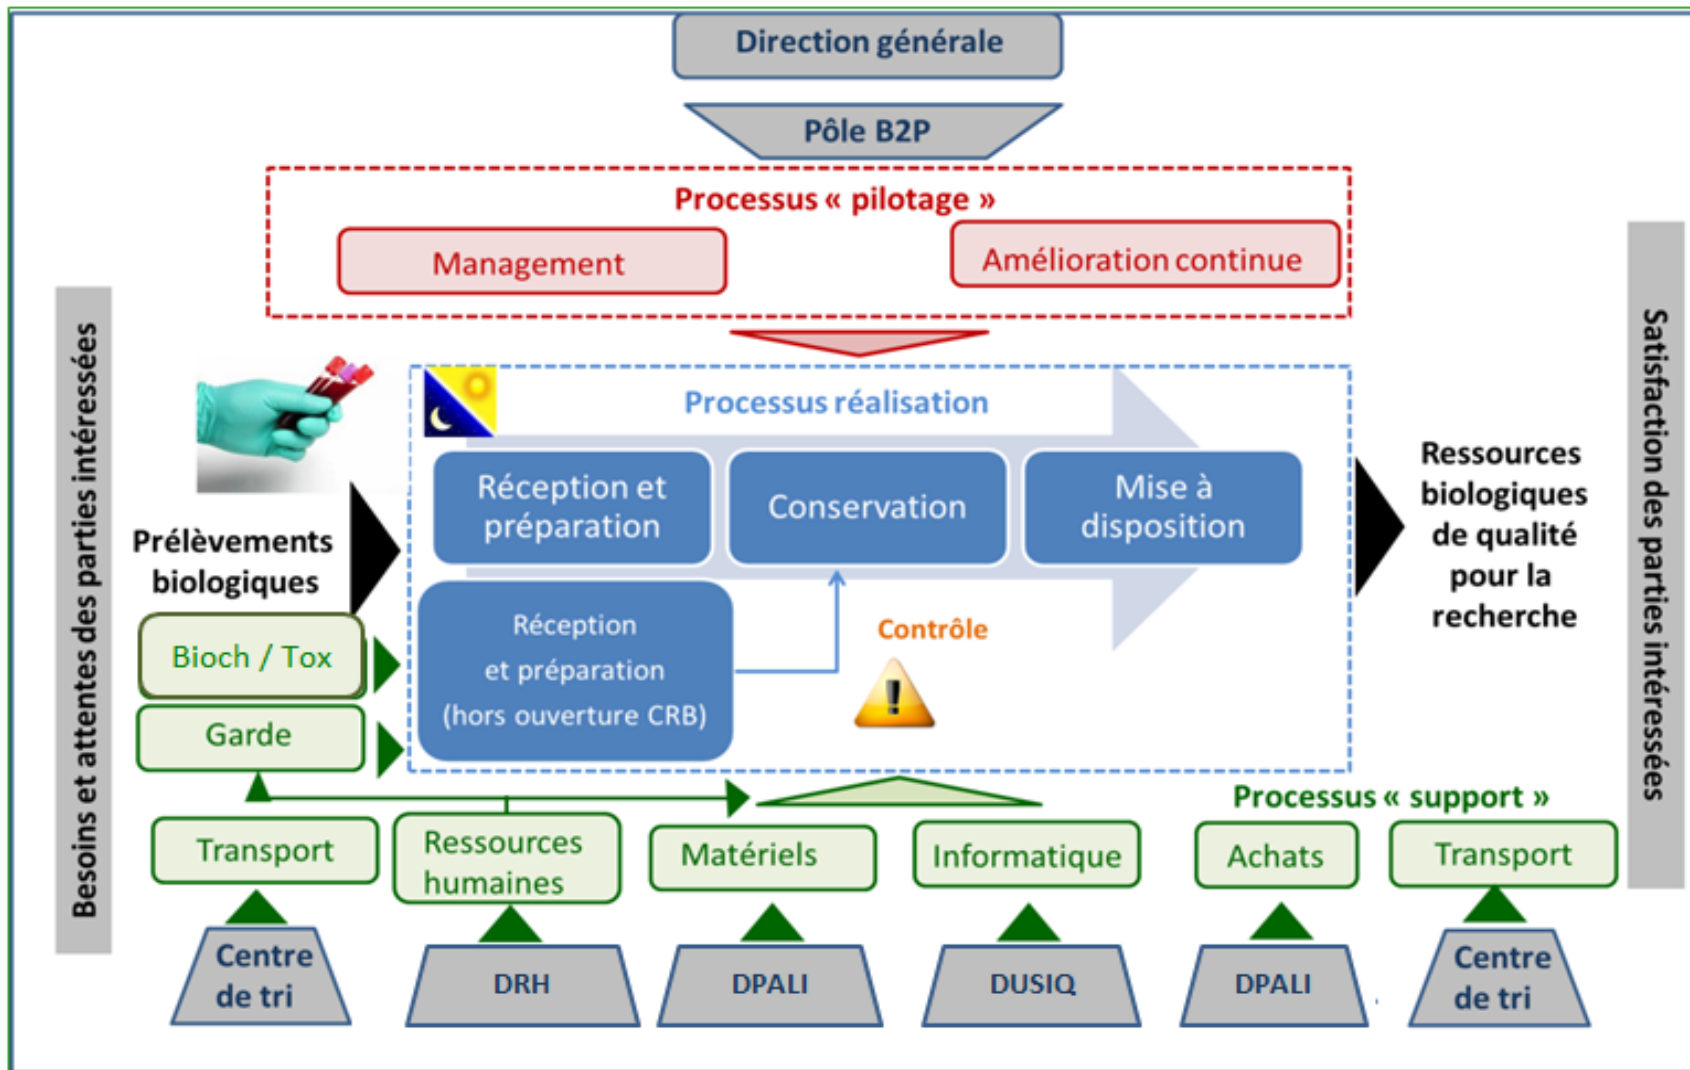 Direction générale
Pôle B2P
Processus « pilotage »
Management
Amélioration continue
Besoins et attentes des parties intéressées
Satisfaction des parties intéressées
Processus réalisation
Réception et
préparation
Conservation
Mise à
disposition
Prélèvements
biologiques
Ressources
biologiques
de qualité
pour la
recherche
Bioch / Tox
Garde
Réception
et préparation
(hors ouverture CRB)
Contrôle
Processus « support »
Transport
Ressources
humaines
Matériels
Informatique
Achats
Transport
Centre
de tri
DRH
DPALI
DUSIQ
DPALI
Centre
de tri